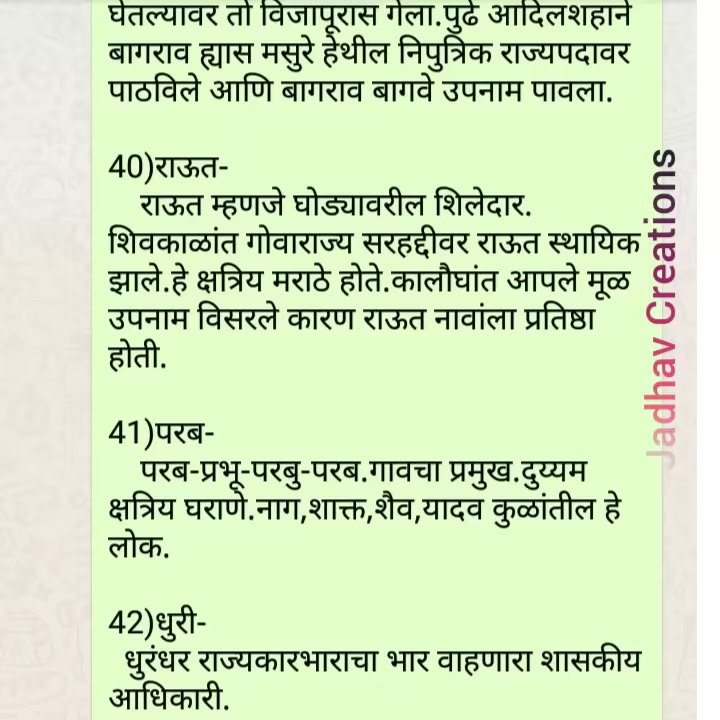 घेतल्यावर तो विजापूरास गेला.पुढे आदिलशहाने
बागराव ह्यास मसुरे हेथील निपुत्रिक राज्यपदावर
पाठविले आणि बागराव बागवे उपनाम पावला.
40)राऊत-
राऊत म्हणजे घोड्यावरील शिलेदार.
शिवकाळांत गोवाराज्य सरहद्दीवर राऊत स्थायिक
झाले.हे क्षत्रिय मराठे होते.कालौघांत आपले मूळ
उपनाम विसरले कारण राऊत नावांला प्रतिष्ठा
होती.
41)परब-
परब-प्रभू-परबु-परब.गावचा प्रमुख.दुय्यम
क्षत्रिय घराणे.नाग,शाक्त,शैव,यादव कुळांतील हे
लोक.
42)धुरी-
धुरंधर राज्यकारभाराचा भार वाहणारा शासकीय
आधिकारी.
Jadhav Creations